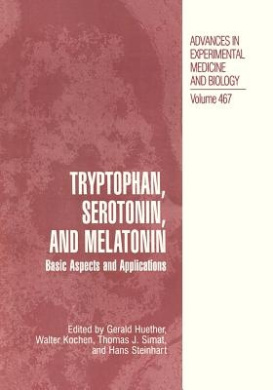 ADVANCES IN
EXPERIMENTAL
MEDICINE
AND BIOLOGY
Volume 467
TRYPTOPHAN,
SEROTONIN,
AND MELATONIN
Basic Aspects and Applications
Edited by Gerald Huether,
Walter Kochen, Thomas J. Simat,
and Hans Steinhart